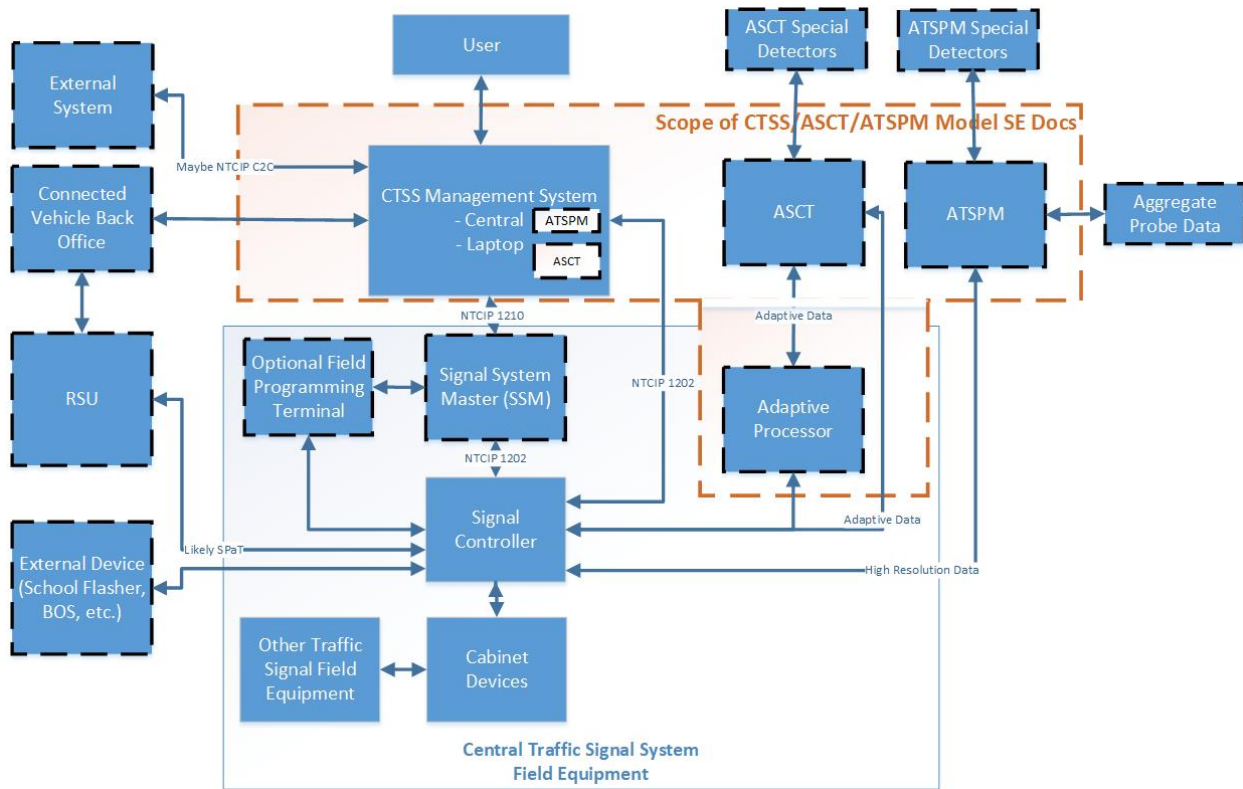 User
ASCT Special
Detectors
ATSPM Special
Detectors
External
System
Scope of CTSS/ASCT/ATSPM Model SE Docs
Maybe NTCIP C2C
Connected
Vehicle Back
Office
CTSS Management System
- Central
- Laptop
ATSPM
ASCT
ASCT
ATSPM
Aggregate
Probe Data
NTCIP 1210
Adaptive Data
RSU
Optional Field
Programming
Terminal
Signal System
Master (SSM)
NTCIP 1202
Adaptive
Processor
NTCIP 1202
Signal
Controller
Adaptive Data
Likely SPaT
High Resolution Data
External Device
(School Flasher,
BOS, etc.)
Other Traffic
Signal Field
Equipment
Cabinet
Devices
Central Traffic Signal System
Field Equipment